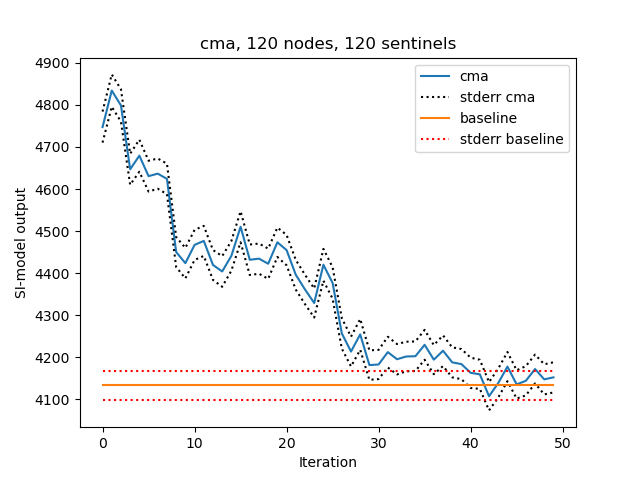 cma, 120 nodes, 120 sentinels
4900
4800
4700
4600
4500
4400
4300
4200
4100
SI-model output
cma
stderr cma
baseline
stderr baseline
0 10 20 30 40 50
Iteration